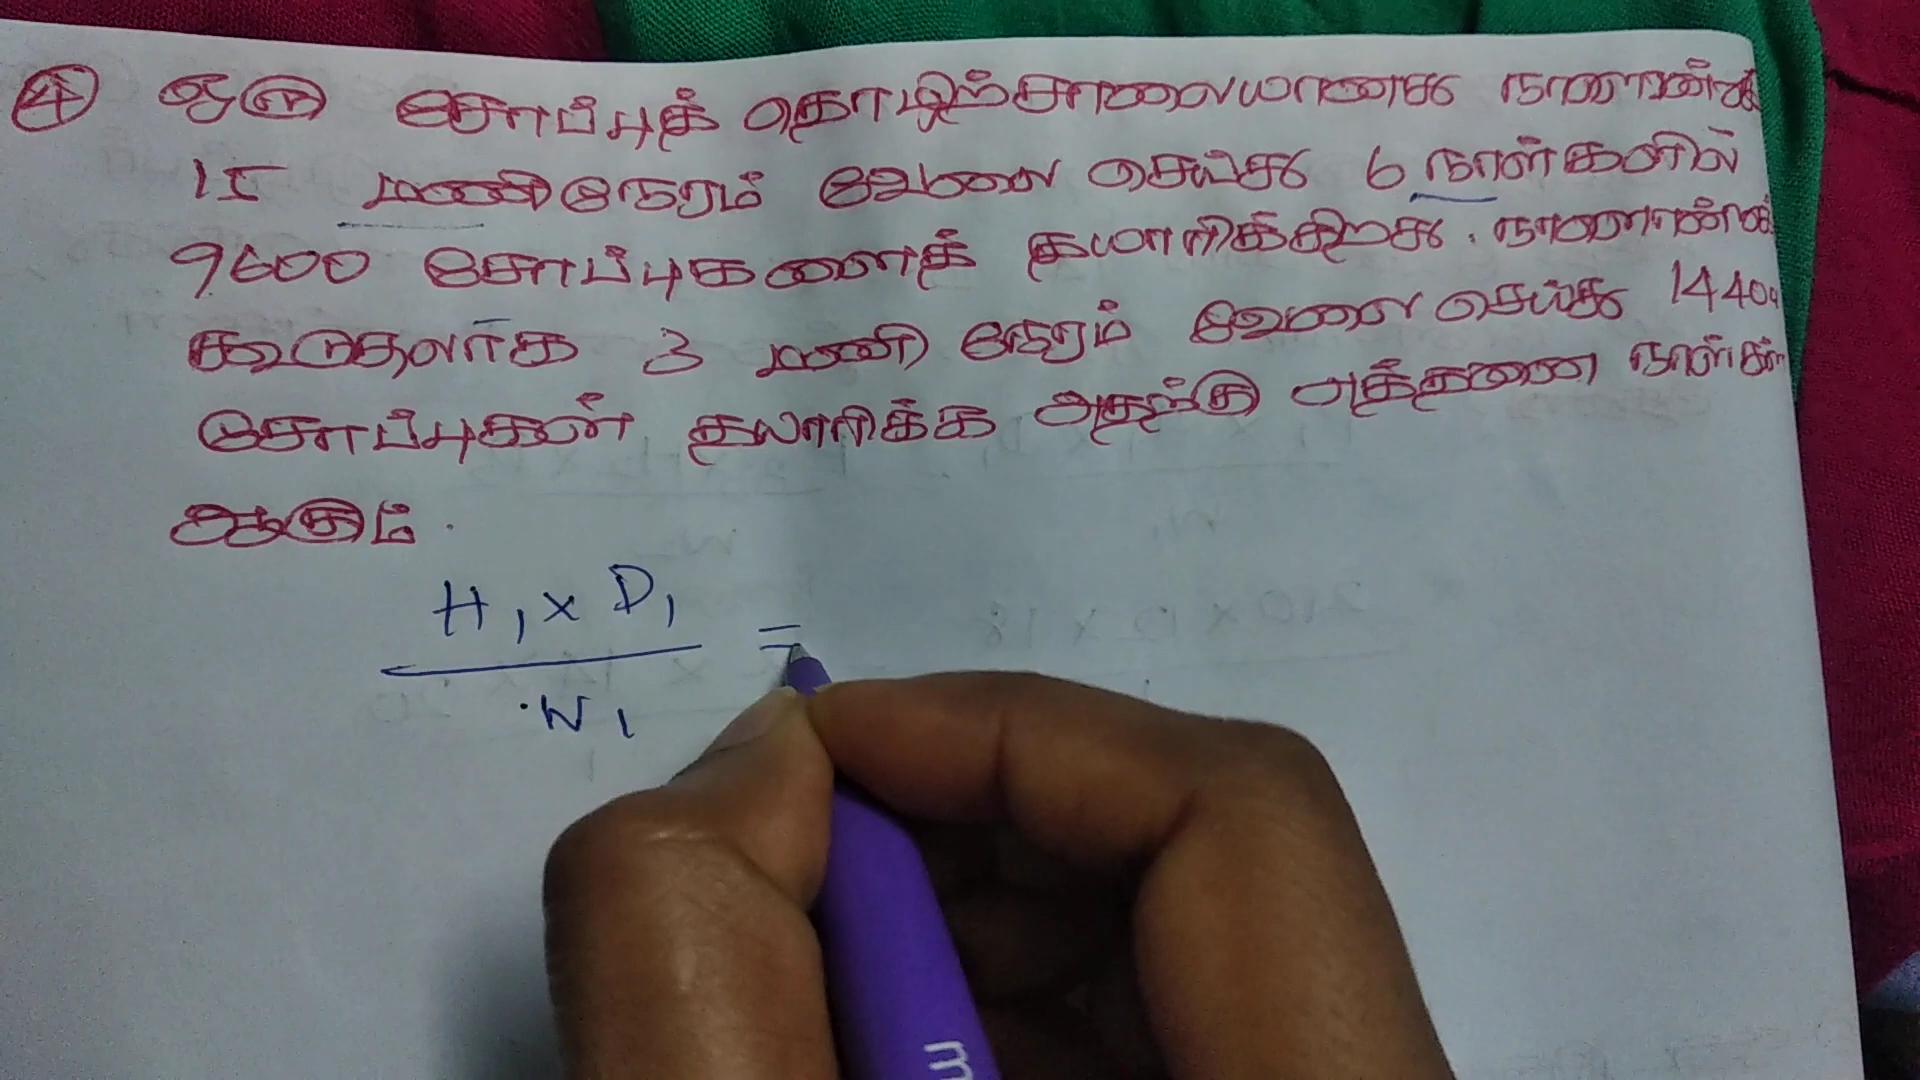 ④ ஒரு சோப்புத் தொழிற்சாலையானது நாளொன்றுக்கு
15 மணிநேரம் வேலை செய்து 6 நாள்களில்
9600 சோப்புகளைத் தயாரிக்கிறது. நாளொன்றுக்கு
கூடுதலாக 3 மணி நேரம் வேலை செய்து 14400
சோப்புகள் தயாரிக்க அதற்கு எத்தனை நாள்கள்
ஆகும்.
H₁ x D₁ =
W₁
m